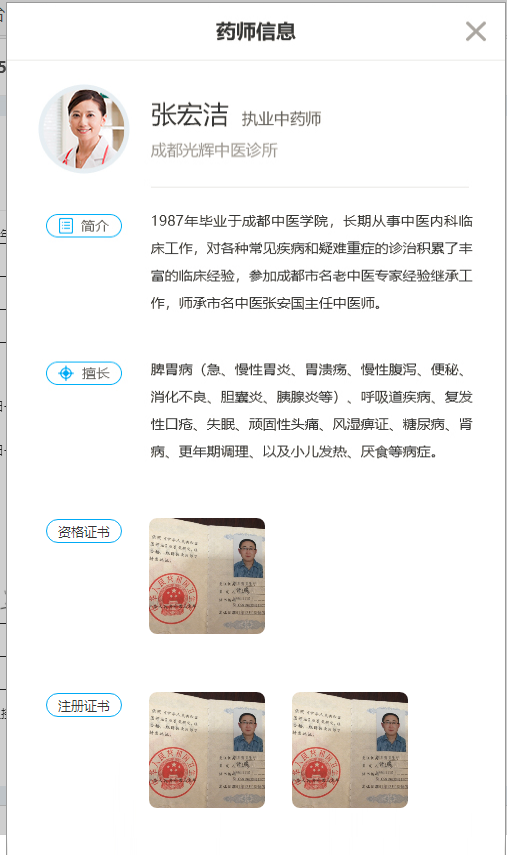 药师信息
张宏洁 执业中药师
成都光辉中医诊所
简介
1987年毕业于成都中医学院，长期从事中医内科临
床工作，对各种常见疾病和疑难重症的诊治积累了丰
富的临床经验，参加成都市名老中医专家经验继承工
作，师承市名中医张安国主任中医师。
擅长
脾胃病（急、慢性胃炎、胃溃疡、慢性腹泻、便秘、
消化不良、胆囊炎、胰腺炎等）、呼吸道疾病、复发
性口疮、失眠、顽固性头痛、风湿痹证、糖尿病、肾
病、更年期调理、以及小儿发热、厌食等病症。
资格证书
注册证书